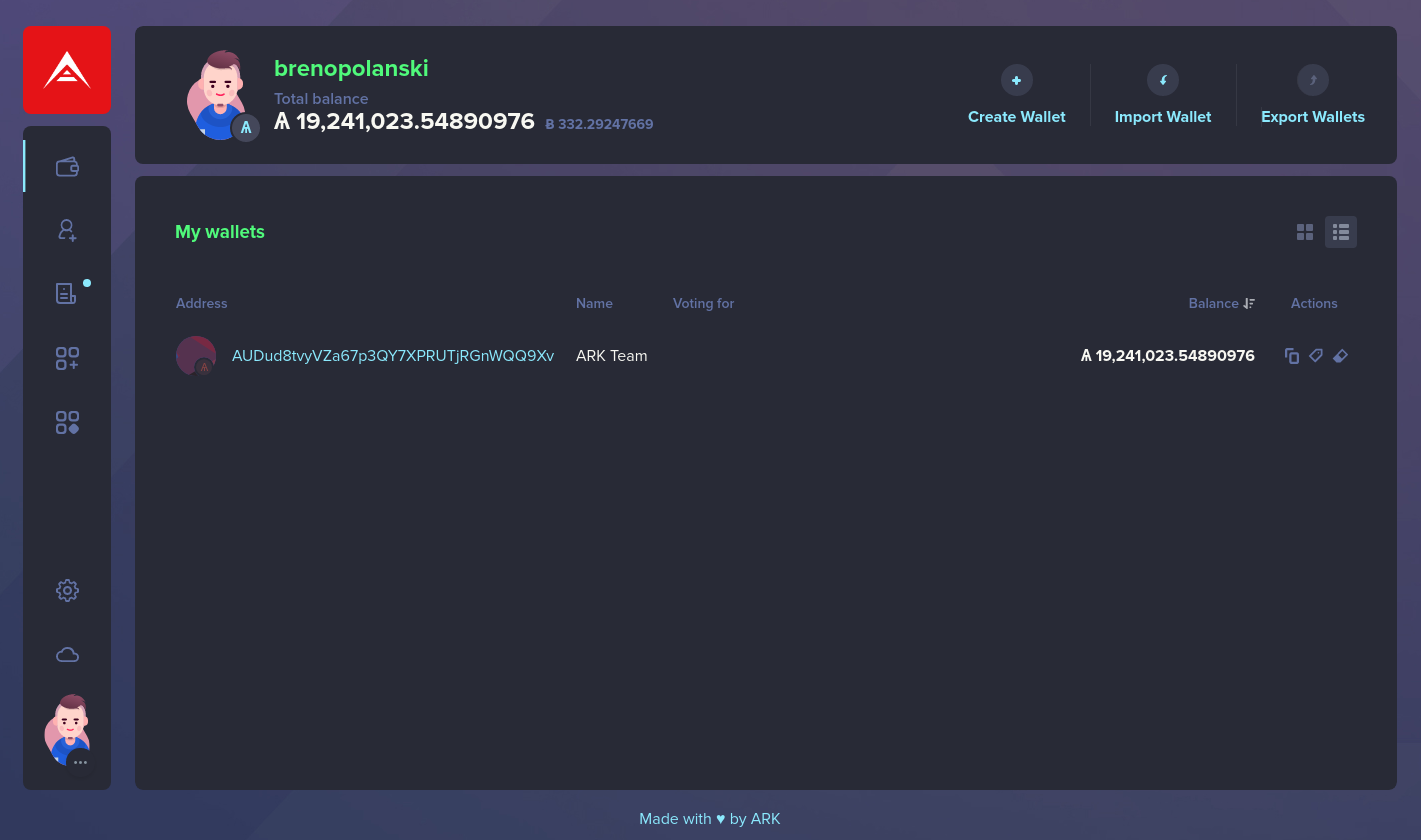 brenopolanski
Total balance
Ѧ 19,241,023.54890976 Ƀ 332.29247669
Create Wallet
Import Wallet
Export Wallets
My wallets
Address Name Voting for Balance Actions
AUDud8tvyVZa67p3QY7XPRUTjRGnWQQ9Xv ARK Team Ѧ 19,241,023.54890976
Made with ♥ by ARK